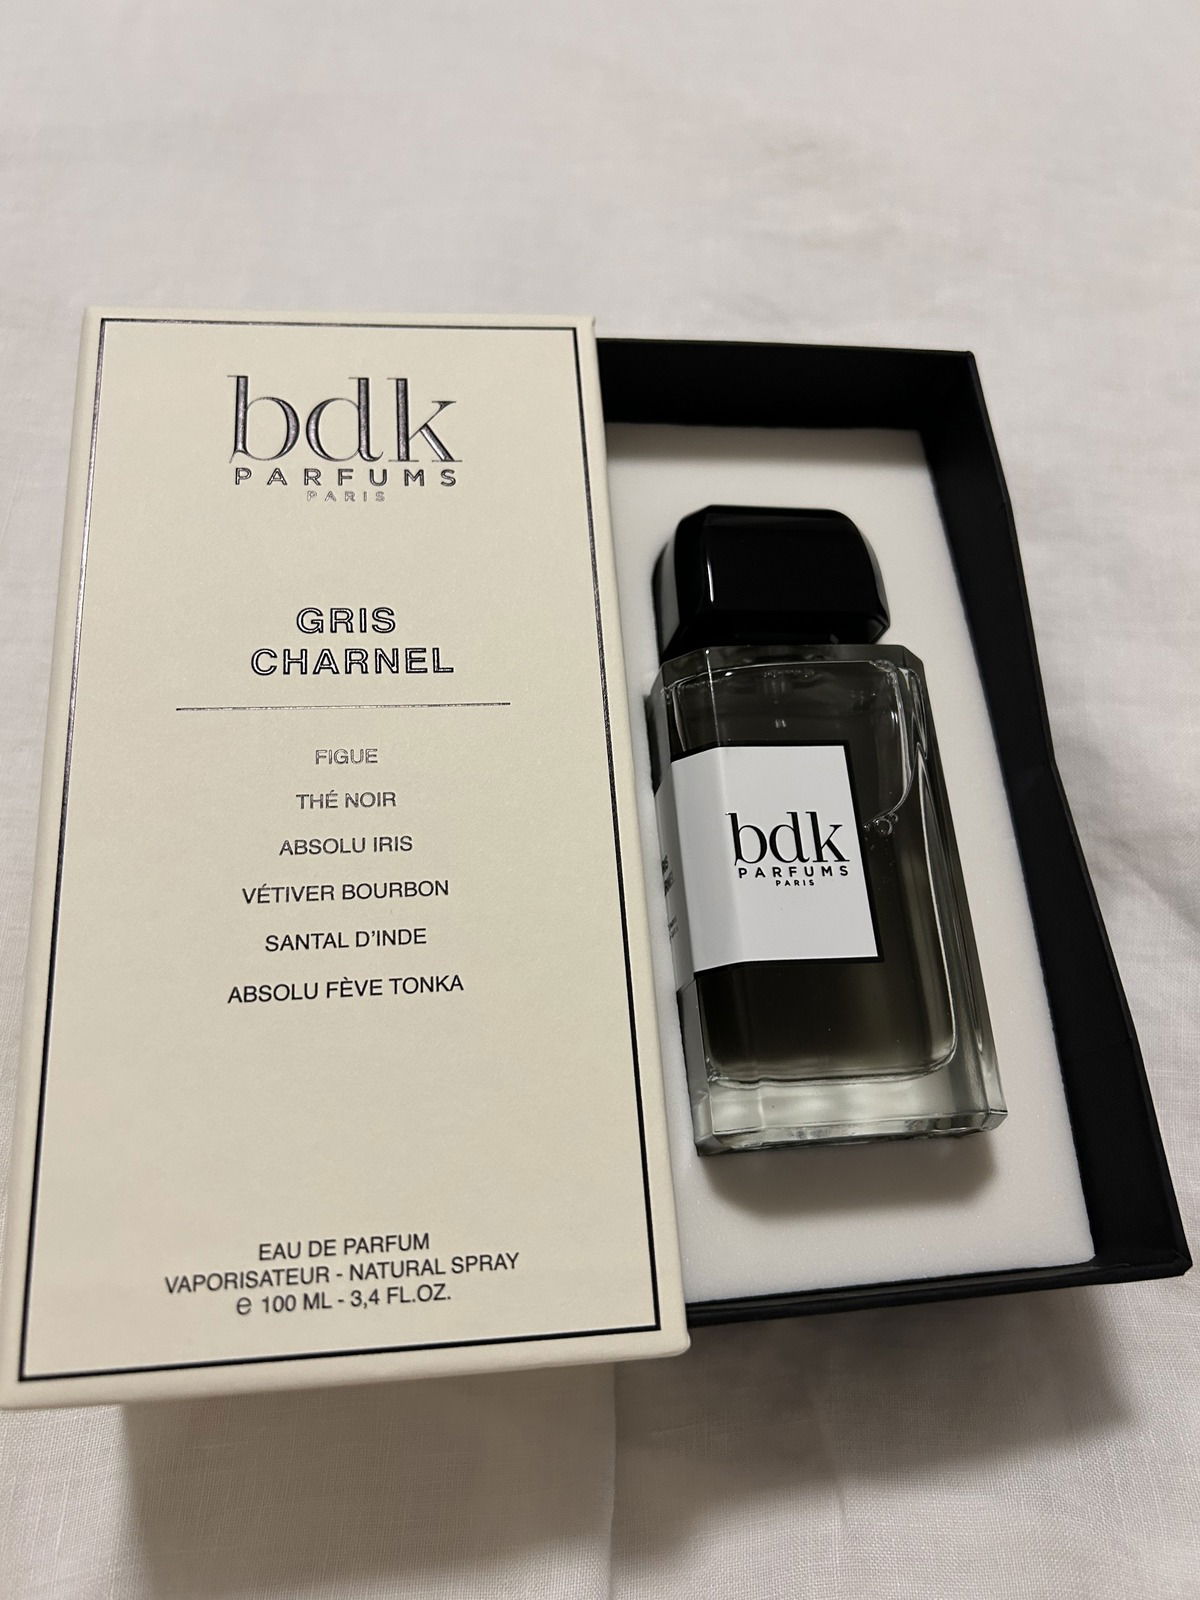 bdk
PARFUMS
PARIS
GRIS
CHARNEL
FIGUE
THÉ NOIR
ABSOLU IRIS
VÉTIVER BOURBON
SANTAL D'INDE
ABSOLU FÈVE TONKA
EAU DE PARFUM
VAPORISATEUR - NATURAL SPRAY
℮ 100 ML - 3,4 FL.OZ.
bdk
PARFUMS
PARIS